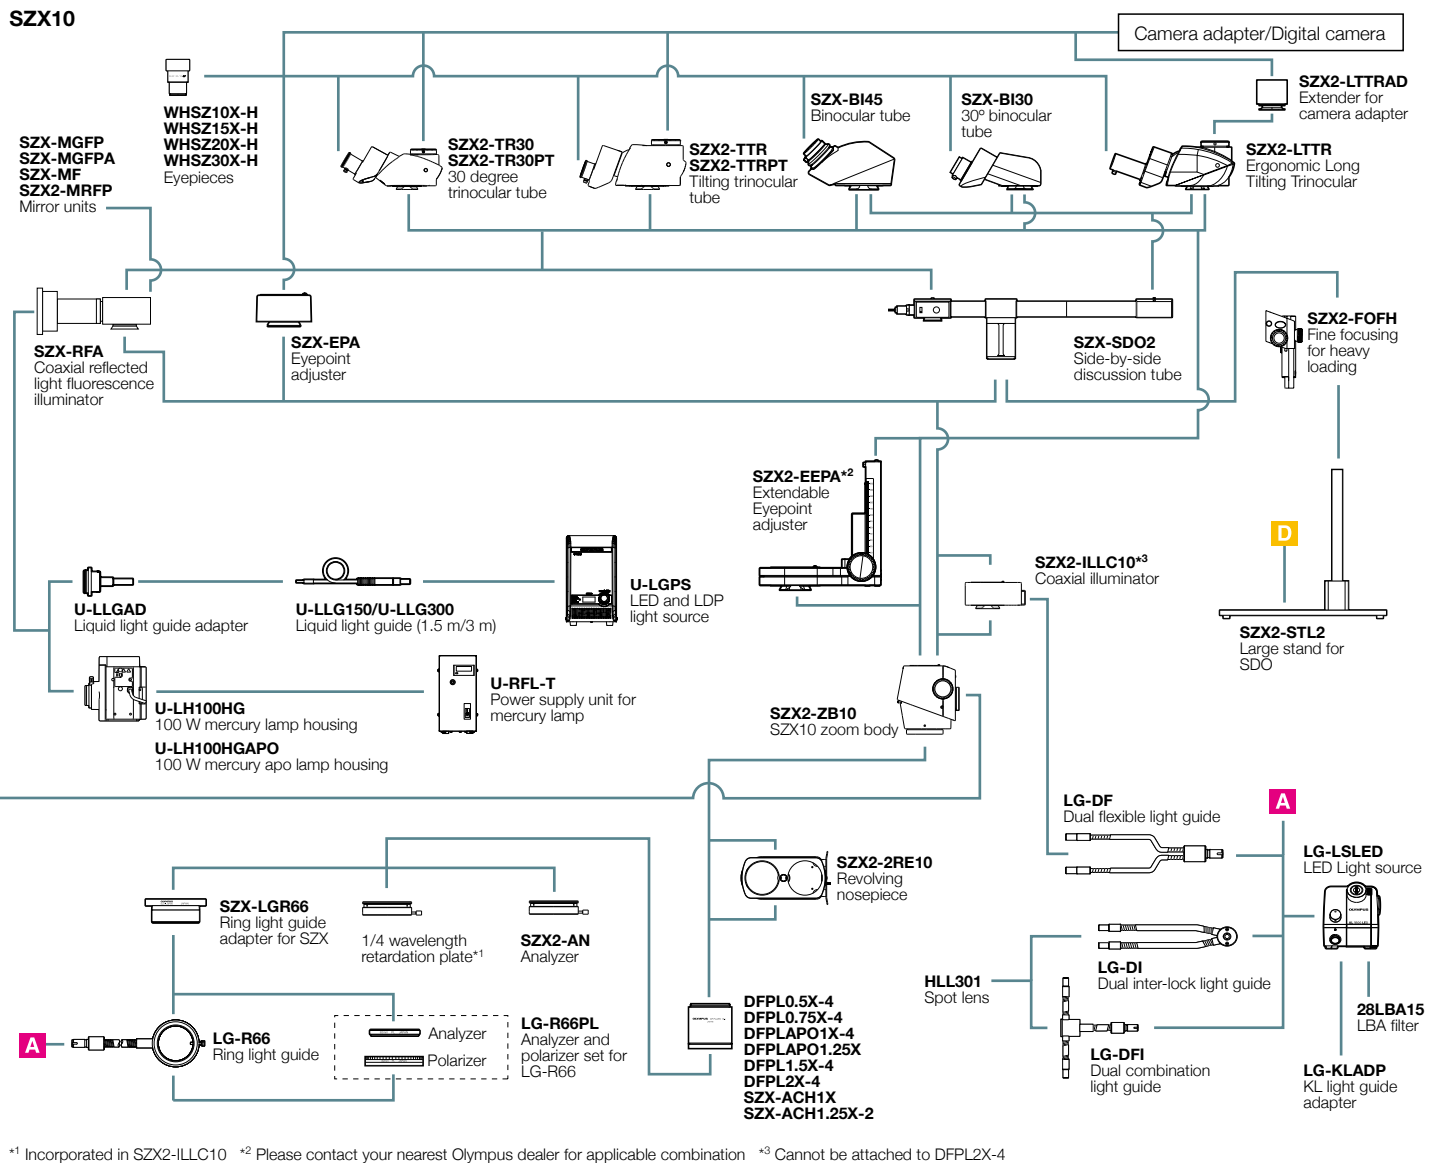 SZX10
Camera adapter/Digital camera
SZX2-LTTRAD
Extender for
camera adapter
WHSZ10X-H
WHSZ15X-H
WHSZ20X-H
WHSZ30X-H
Eyepieces
SZX-MGFP
SZX-MGFPA
SZX-MF
SZX2-MRFP
Mirror units
SZX2-TR30
SZX2-TR30PT
30 degree
trinocular tube
SZX2-TTR
SZX2-TTRPT
Tilting trinocular
tube
SZX-BI45
Binocular tube
SZX-BI30
30º binocular
tube
SZX2-LTTR
Ergonomic Long
Tilting Trinocular
SZX-RFA
Coaxial reflected
light fluorescence
illuminator
SZX-EPA
Eyepoint
adjuster
SZX-SDO2
Side-by-side
discussion tube
SZX2-FOFH
Fine focusing
for heavy
loading
SZX2-EEPA*2
Extendable
Eyepoint
adjuster
D
SZX2-ILLC10*3
Coaxial illuminator
U-LLGAD
Liquid light guide adapter
U-LLG150/U-LLG300
Liquid light guide (1.5 m/3 m)
U-LGPS
LED and LDP
light source
SZX2-STL2
Large stand for
SDO
U-LH100HG
100 W mercury lamp housing
U-LH100HGAPO
100 W mercury apo lamp housing
U-RFL-T
Power supply unit for
mercury lamp
SZX2-ZB10
SZX10 zoom body
LG-DF
Dual flexible light guide
A
LG-LSLED
LED Light source
SZX2-2RE10
Revolving
nosepiece
SZX-LGR66
Ring light guide
adapter for SZX
1/4 wavelength
retardation plate*1
SZX2-AN
Analyzer
HLL301
Spot lens
LG-DI
Dual inter-lock light guide
OLYMPUS
28LBA15
LBA filter
A
LG-R66
Ring light guide
Analyzer
Polarizer
LG-R66PL
Analyzer and
polarizer set for
LG-R66
DFPL0.5X-4
DFPL0.75X-4
DFPLAPO1X-4
DFPLAPO1.25X
DFPL1.5X-4
DFPL2X-4
SZX-ACH1X
SZX-ACH1.25X-2
LG-DFI
Dual combination
light guide
LG-KLADP
KL light guide
adapter
*1 Incorporated in SZX2-ILLC10 *2 Please contact your nearest Olympus dealer for applicable combination *3 Cannot be attached to DFPL2X-4